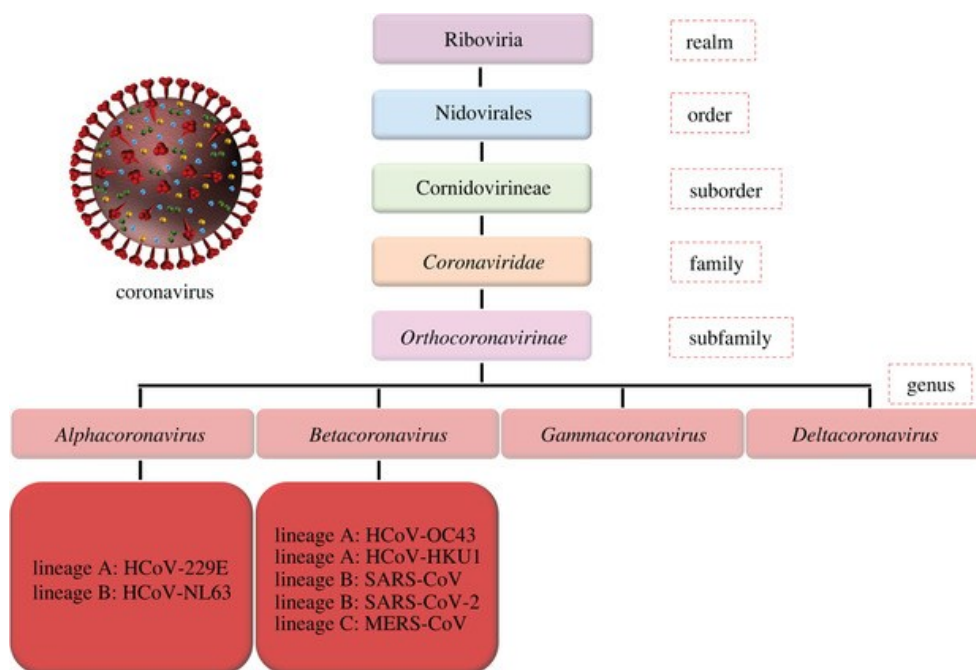 Riboviria
realm
Nidovirales
order
Cornidovirineae
suborder
Coronaviridae
family
coronavirus
Orthocoronavirinae
subfamily
genus
Alphacoronavirus
Betacoronavirus
Gammacoronavirus
Deltacoronavirus
lineage A: HCoV-229E
lineage B: HCoV-NL63
lineage A: HCoV-OC43
lineage A: HCoV-HKU1
lineage B: SARS-CoV
lineage B: SARS-CoV-2
lineage C: MERS-CoV